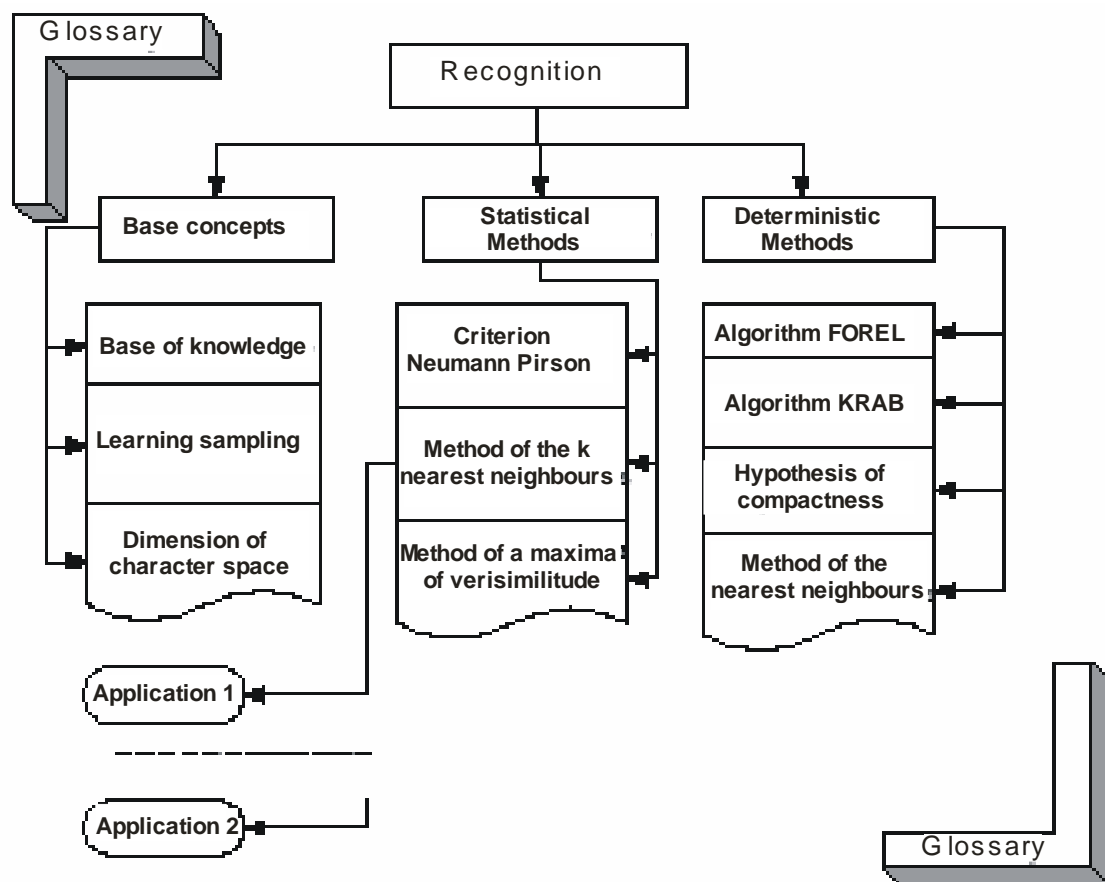 Glossary
Recognition
Base concepts
Statistical
Methods
Deterministic
Methods
Base of knowledge
Learning sampling
Dimension of
character space
Criterion
Neumann Pirson
Method of the k
nearest neighbours
Method of a maxima
of verisimilitude
Algorithm FOREL
Algorithm KRAB
Hypothesis of
compactness
Method of the
nearest neighbours
Application 1
Application 2
Glossary